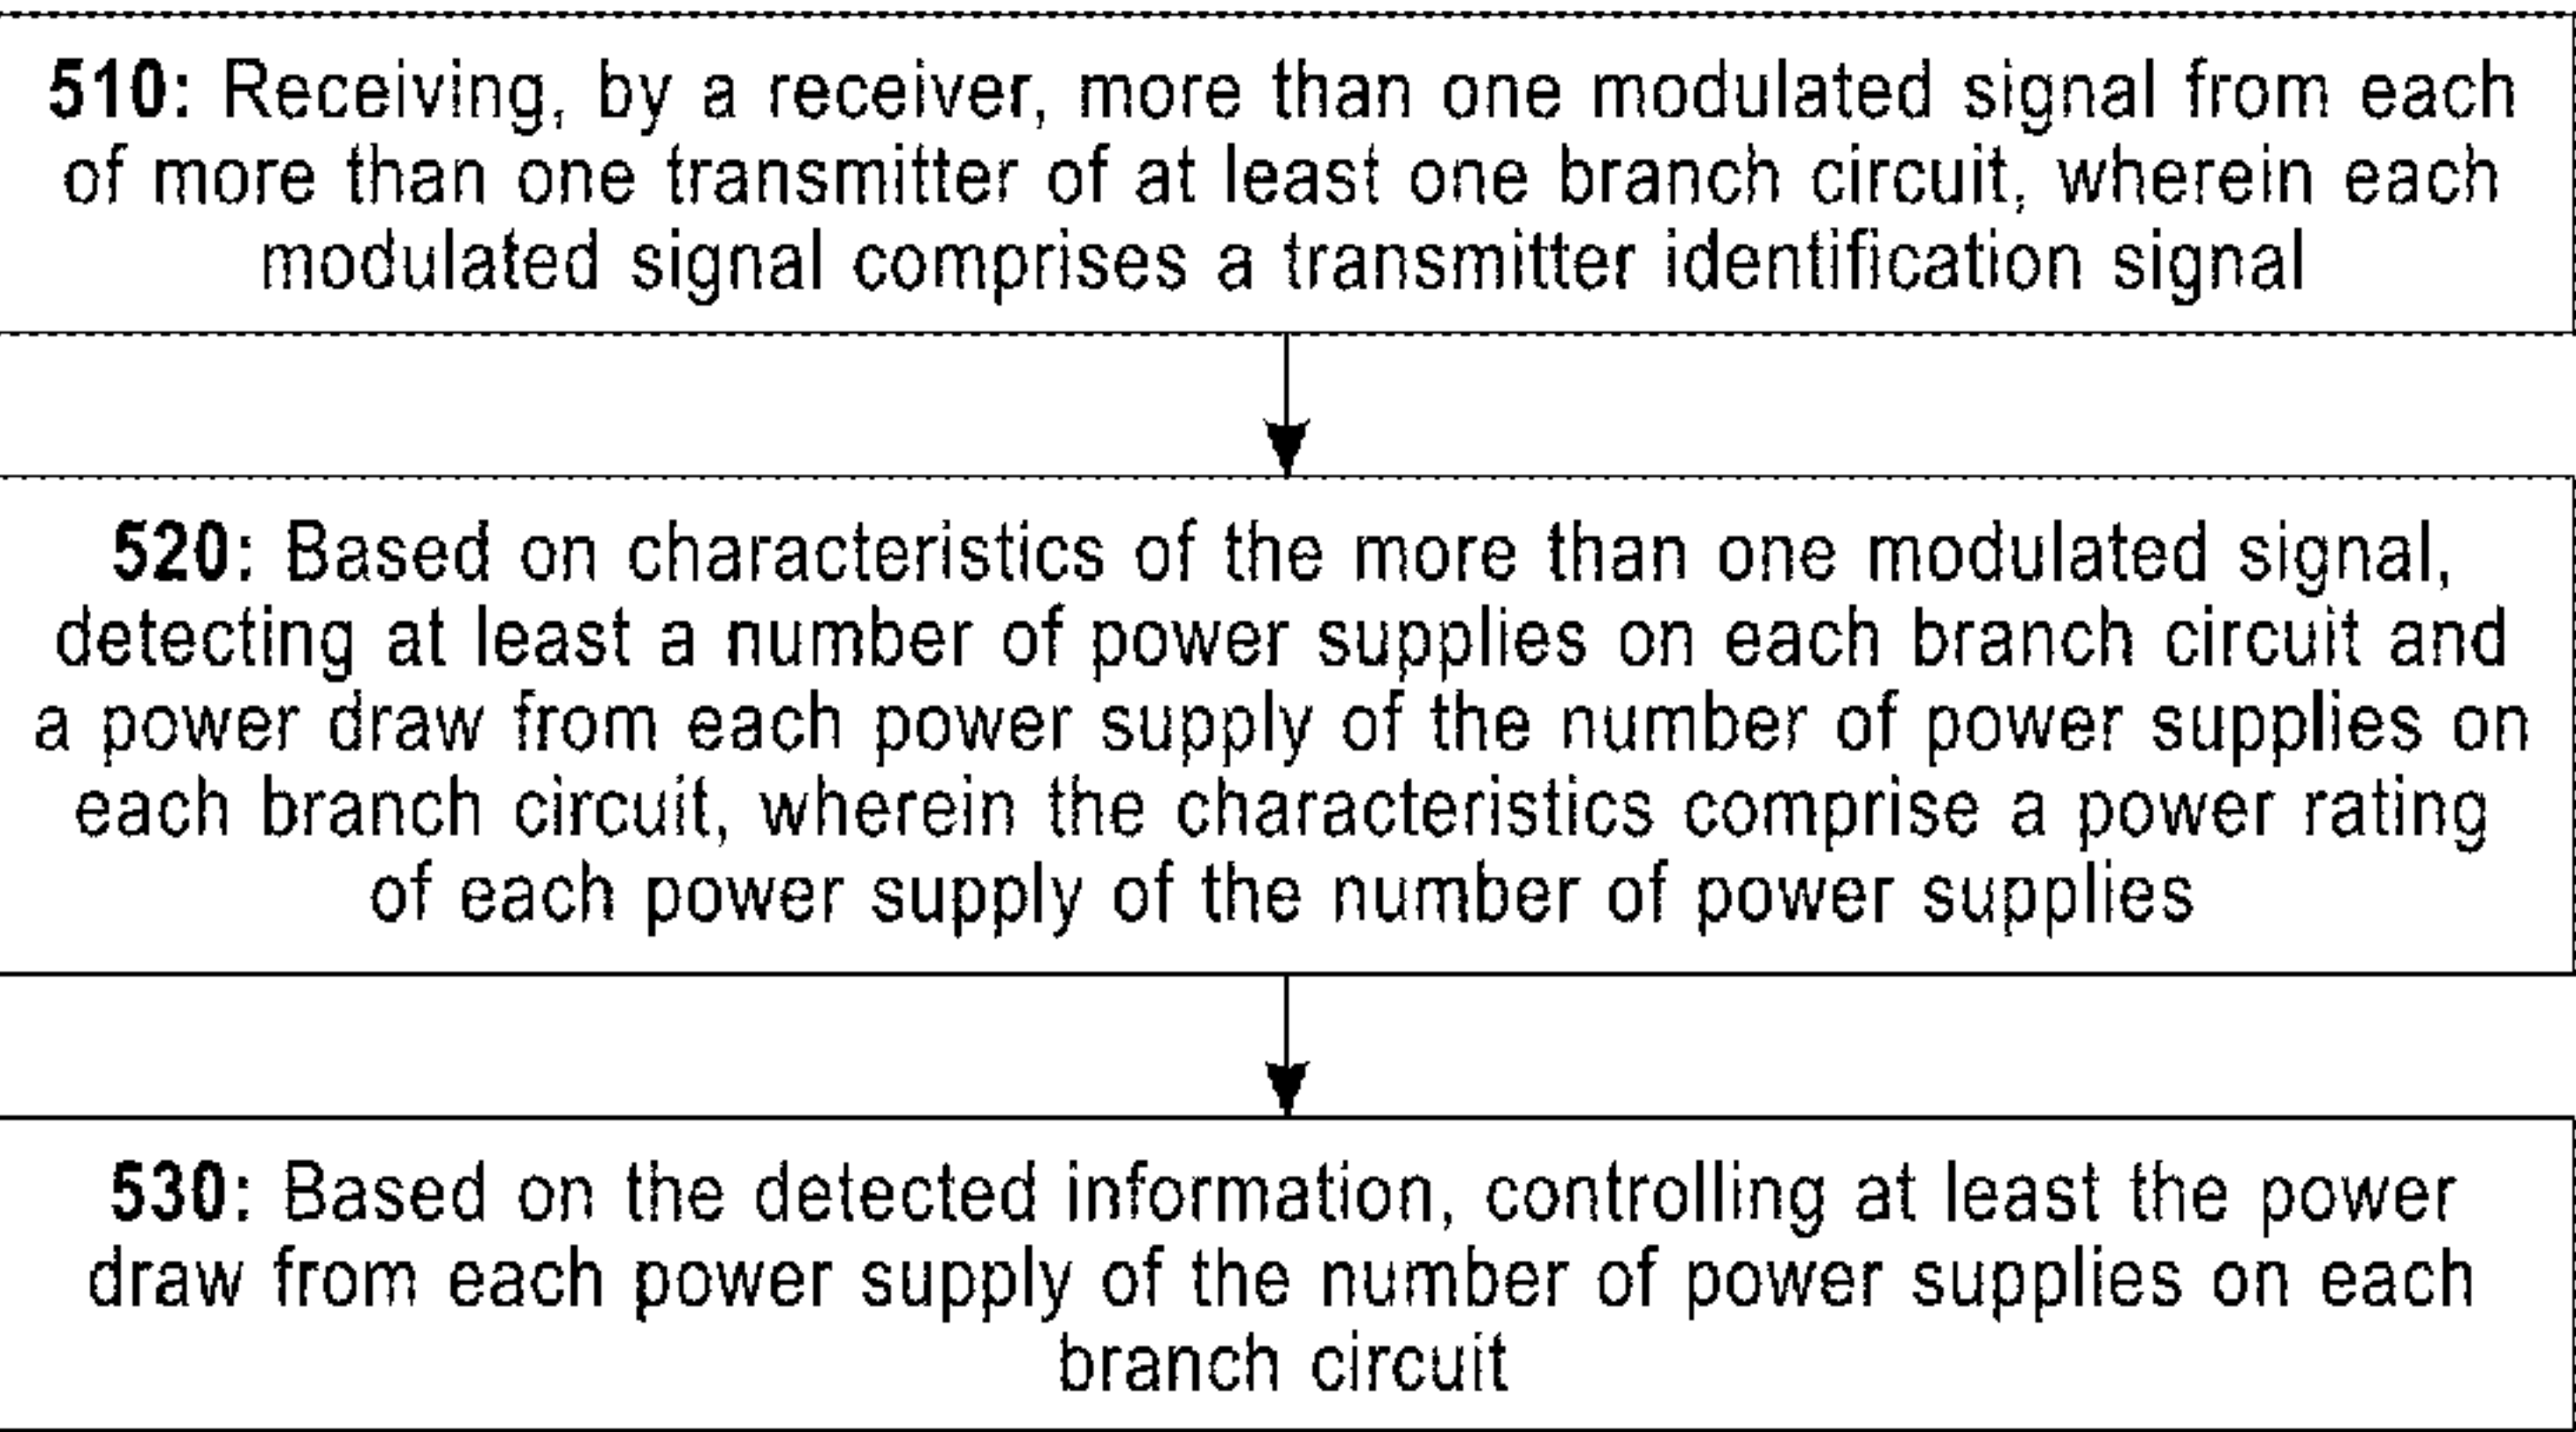 510: Receiving, by a receiver, more than one modulated signal from each
of more than one transmitter of at least one branch circuit, wherein each
modulated signal comprises a transmitter identification signal
520: Based on characteristics of the more than one modulated signal,
detecting at least a number of power supplies on each branch circuit and
a power draw from each power supply of the number of power supplies on
each branch circuit, wherein the characteristics comprise a power rating
of each power supply of the number of power supplies
530: Based on the detected information, controlling at least the power
draw from each power supply of the number of power supplies on each
branch circuit